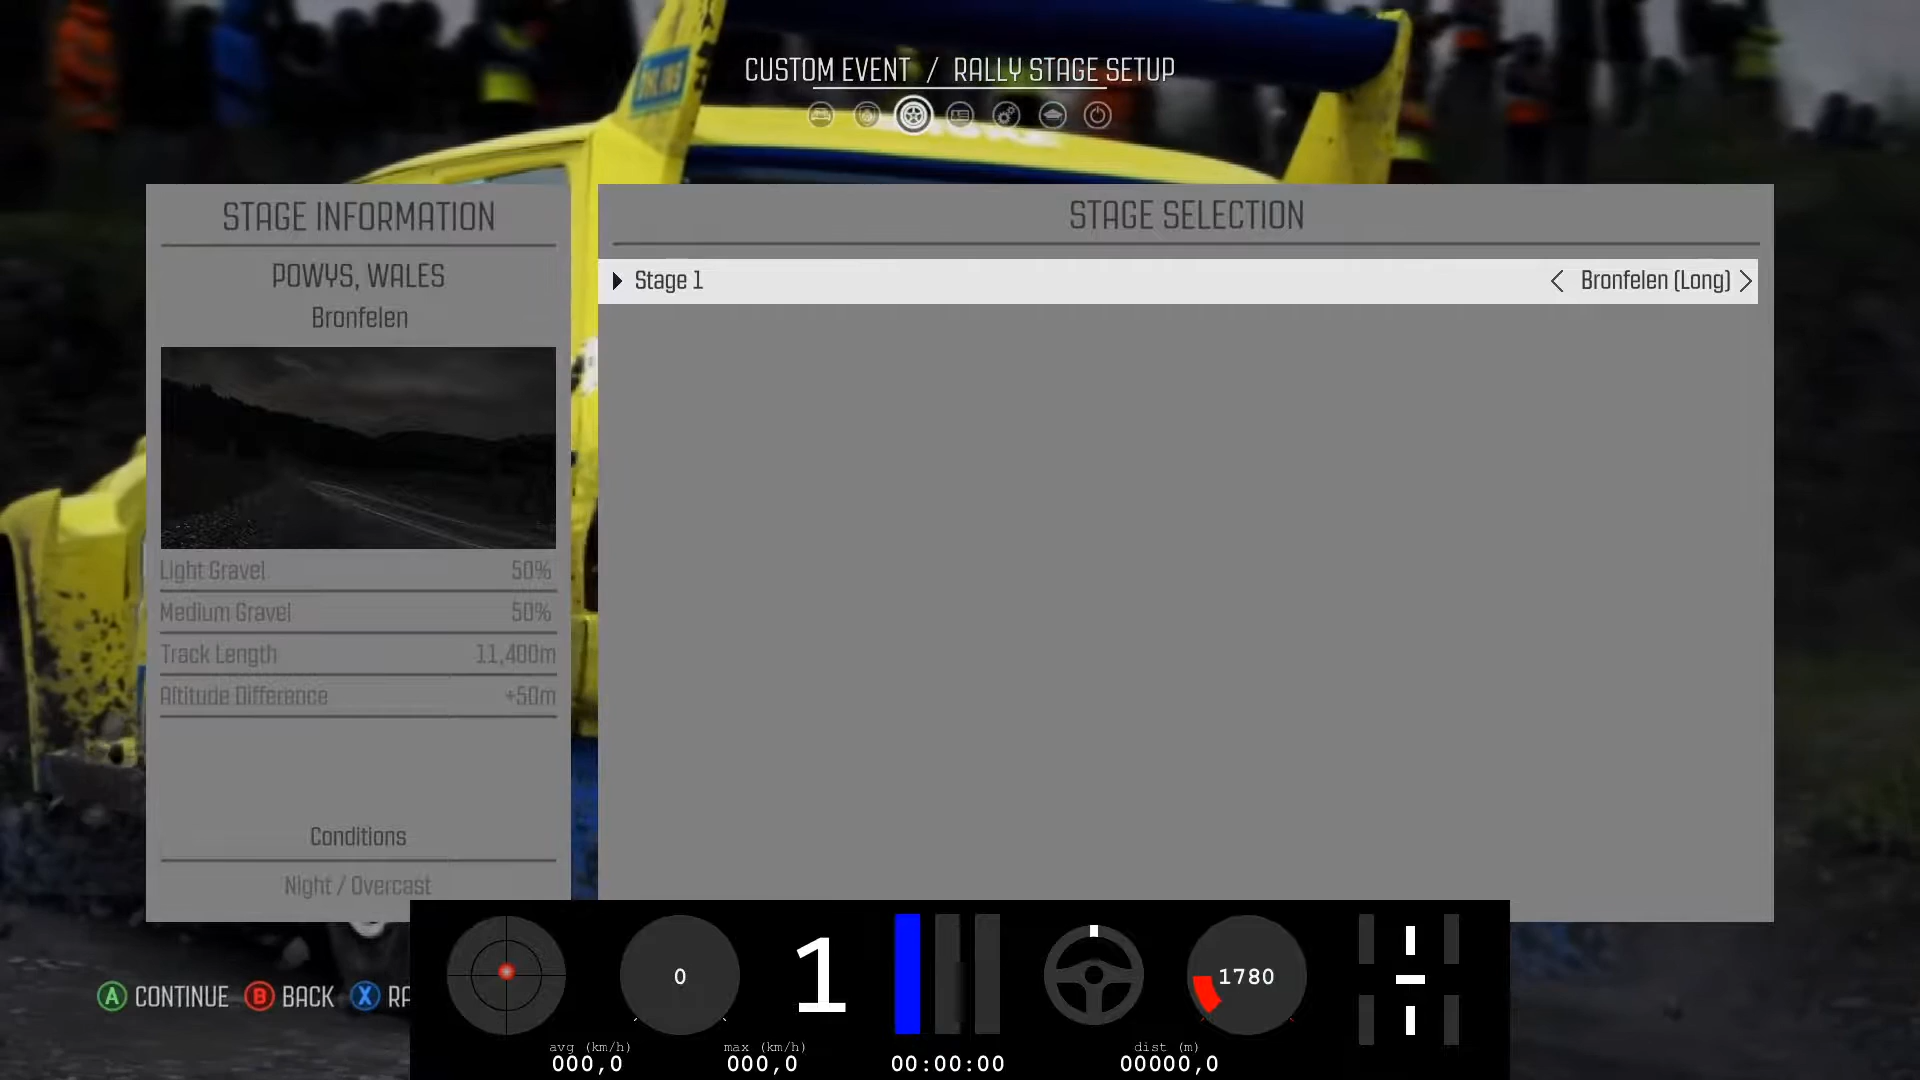 CUSTOM EVENT / RALLY STAGE SETUP
STAGE INFORMATION
POWYS, WALES
Bronfelen
Light Gravel 50%
Medium Gravel 50%
Track Length 11,400m
Altitude Difference +50m
Conditions
Night / Overcast
STAGE SELECTION
Stage 1 < Bronfelen (Long) >
A CONTINUE B BACK X RA
0
1
1780
avg (km/h)
000,0
max (km/h)
000,0
00:00:00
dist (m)
00000,0